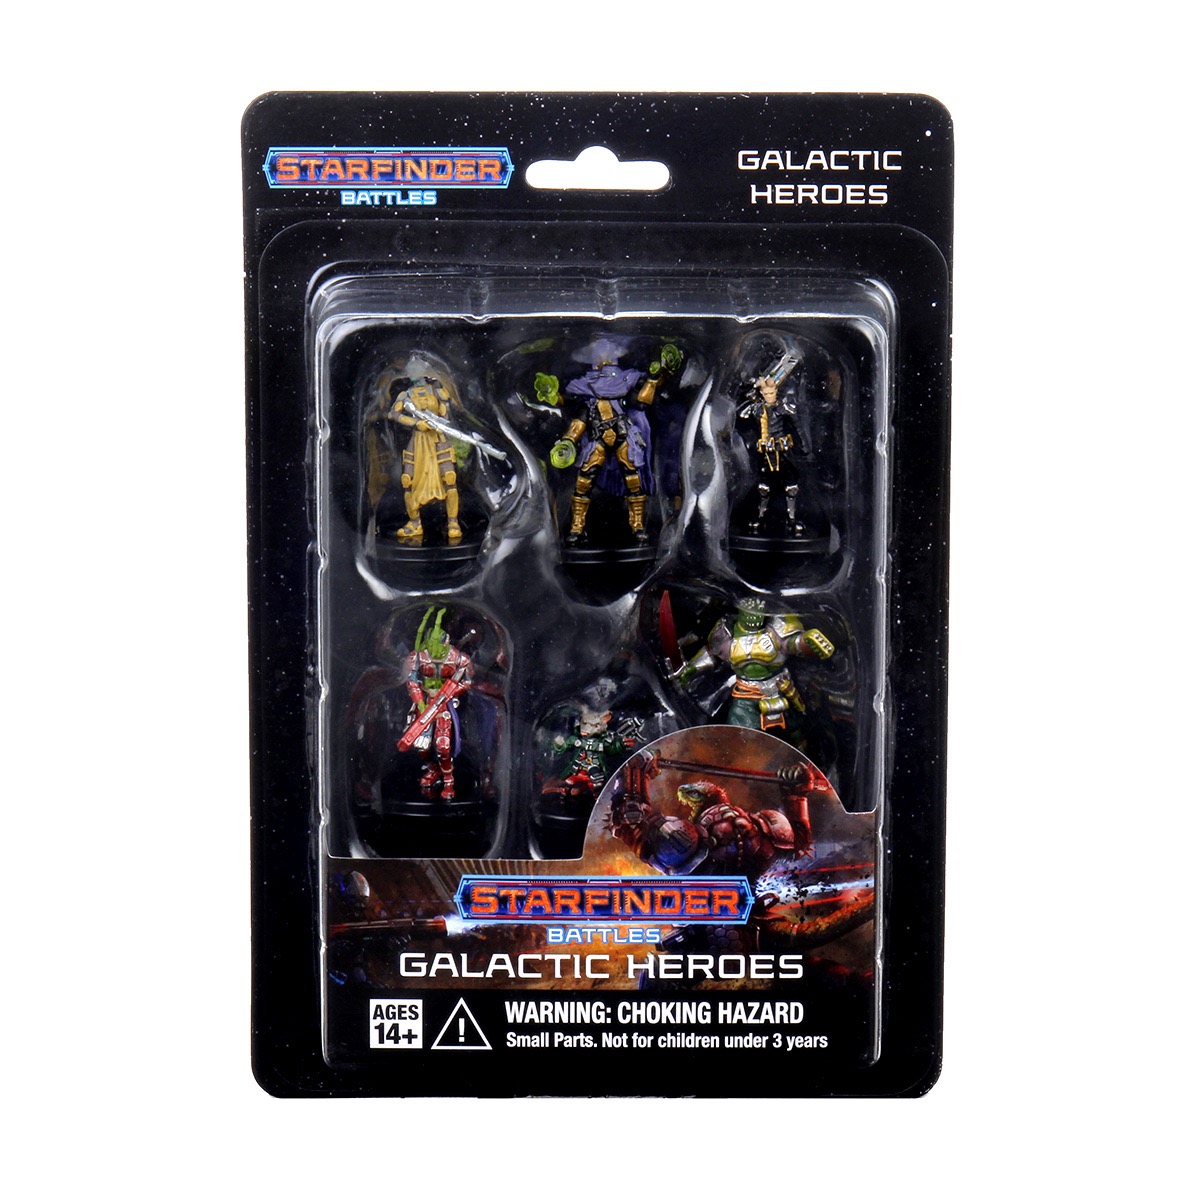 STARFINDER
BATTLES
GALACTIC
HEROES
STARFINDER
BATTLES
GALACTIC HEROES
AGES
14+
!
WARNING: CHOKING HAZARD
Small Parts. Not for children under 3 years